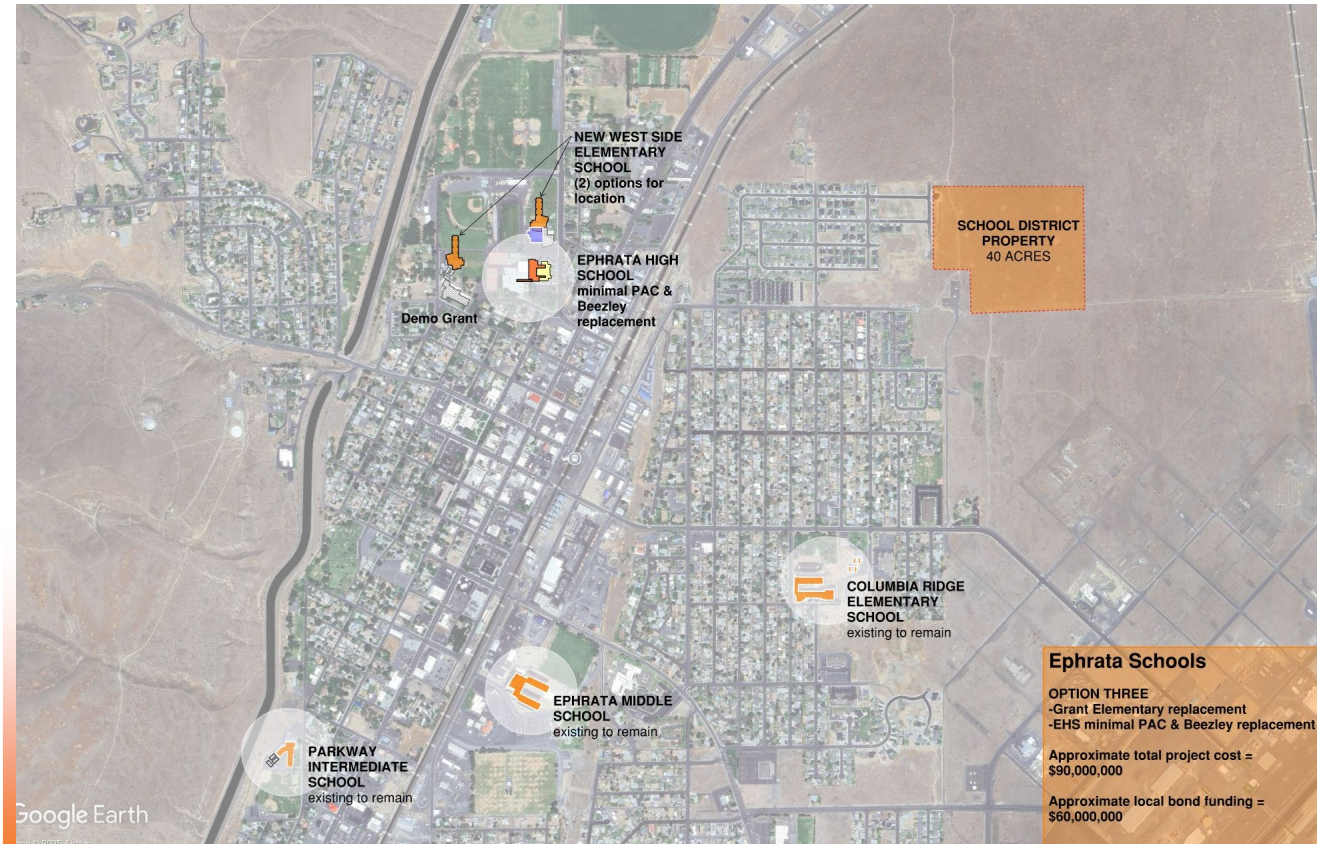 NEW WEST SIDE
ELEMENTARY
SCHOOL
(2) options for
location
SCHOOL DISTRICT
PROPERTY
40 ACRES
EPHRATA HIGH
SCHOOL
minimal PAC &
Beezley
replacement
Demo Grant
COLUMBIA RIDGE
ELEMENTARY
SCHOOL
existing to remain
EPHRATA MIDDLE
SCHOOL
existing to remain
PARKWAY
INTERMEDIATE
SCHOOL
existing to remain
Ephrata Schools
OPTION THREE
-Grant Elementary replacement
-EHS minimal PAC & Beezley replacement
Approximate total project cost =
$90,000,000
Approximate local bond funding =
$60,000,000
Google Earth